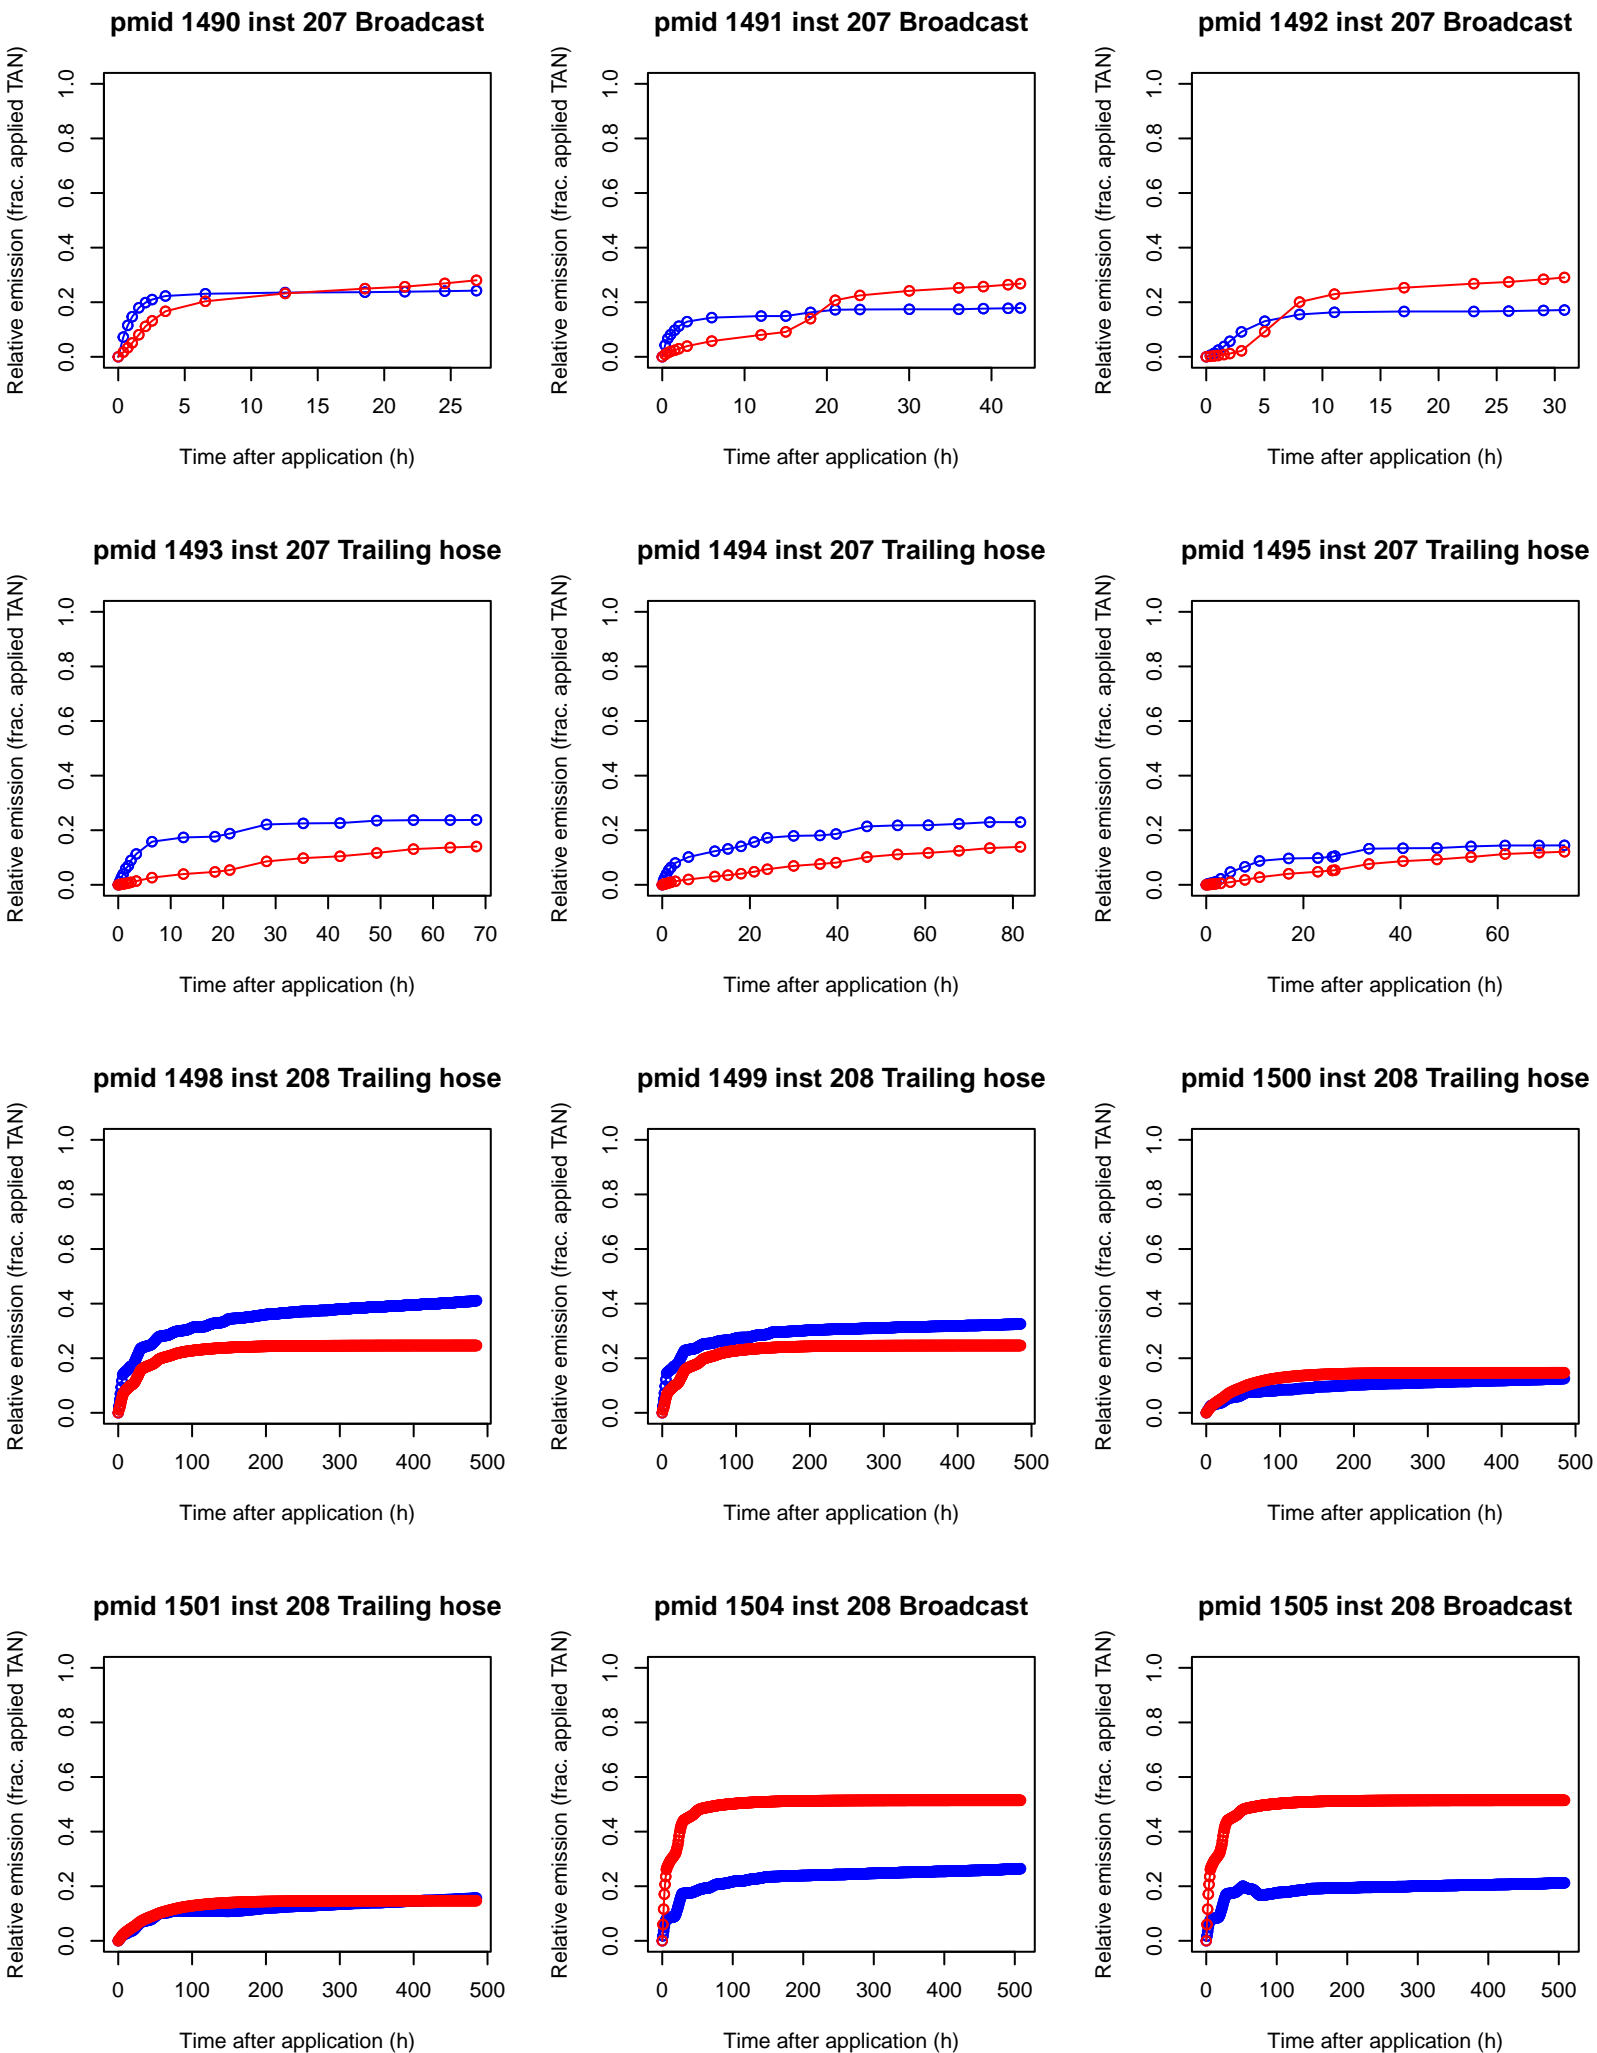 pmid 1490 inst 207 Broadcast
Relative emission (frac. applied TAN)
1.0
0.8
0.6
0.4
0.2
0.0
0 5 10 15 20 25
Time after application (h)
pmid 1491 inst 207 Broadcast
Relative emission (frac. applied TAN)
1.0
0.8
0.6
0.4
0.2
0.0
0 10 20 30 40
Time after application (h)
pmid 1492 inst 207 Broadcast
Relative emission (frac. applied TAN)
1.0
0.8
0.6
0.4
0.2
0.0
0 5 10 15 20 25 30
Time after application (h)
pmid 1493 inst 207 Trailing hose
Relative emission (frac. applied TAN)
1.0
0.8
0.6
0.4
0.2
0.0
0 10 20 30 40 50 60 70
Time after application (h)
pmid 1494 inst 207 Trailing hose
Relative emission (frac. applied TAN)
1.0
0.8
0.6
0.4
0.2
0.0
0 20 40 60 80
Time after application (h)
pmid 1495 inst 207 Trailing hose
Relative emission (frac. applied TAN)
1.0
0.8
0.6
0.4
0.2
0.0
0 20 40 60
Time after application (h)
pmid 1498 inst 208 Trailing hose
Relative emission (frac. applied TAN)
1.0
0.8
0.6
0.4
0.2
0.0
0 100 200 300 400 500
Time after application (h)
pmid 1499 inst 208 Trailing hose
Relative emission (frac. applied TAN)
1.0
0.8
0.6
0.4
0.2
0.0
0 100 200 300 400 500
Time after application (h)
pmid 1500 inst 208 Trailing hose
Relative emission (frac. applied TAN)
1.0
0.8
0.6
0.4
0.2
0.0
0 100 200 300 400 500
Time after application (h)
pmid 1501 inst 208 Trailing hose
Relative emission (frac. applied TAN)
1.0
0.8
0.6
0.4
0.2
0.0
0 100 200 300 400 500
Time after application (h)
pmid 1504 inst 208 Broadcast
Relative emission (frac. applied TAN)
1.0
0.8
0.6
0.4
0.2
0.0
0 100 200 300 400 500
Time after application (h)
pmid 1505 inst 208 Broadcast
Relative emission (frac. applied TAN)
1.0
0.8
0.6
0.4
0.2
0.0
0 100 200 300 400 500
Time after application (h)